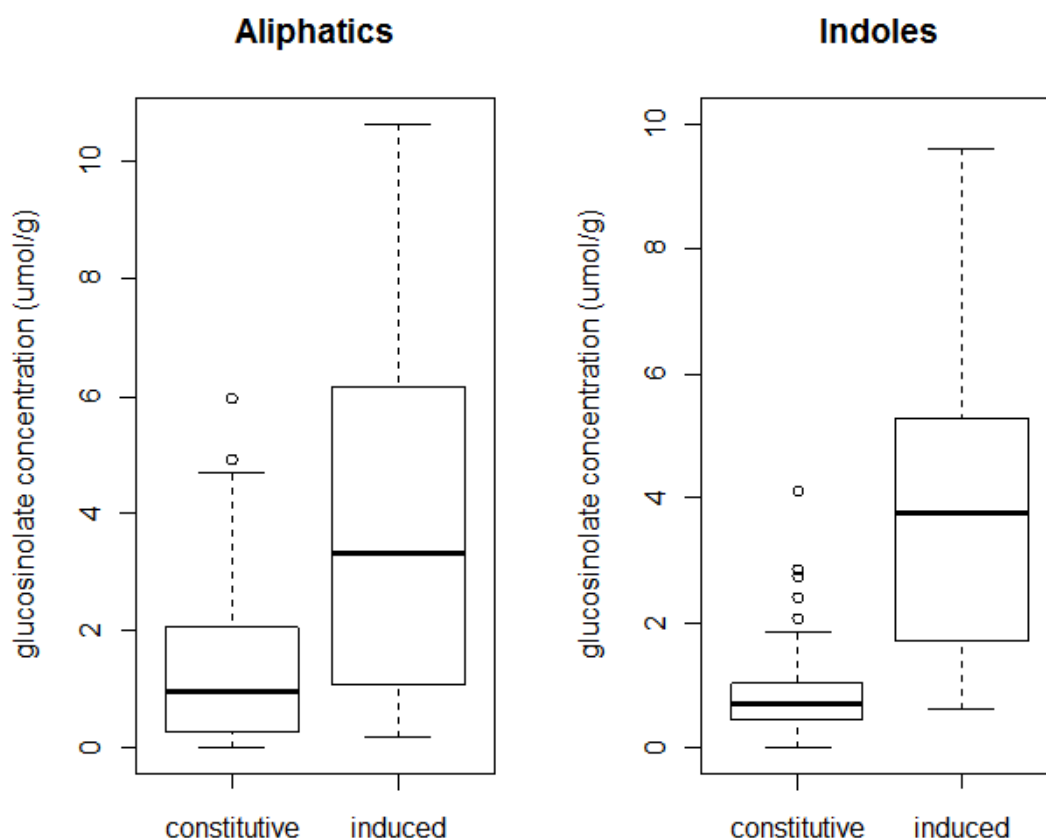 Aliphatics
glucosinolate concentration (umol/g)
10
8
6
4
2
0
constitutive induced
Indoles
glucosinolate concentration (umol/g)
10
8
6
4
2
0
constitutive induced